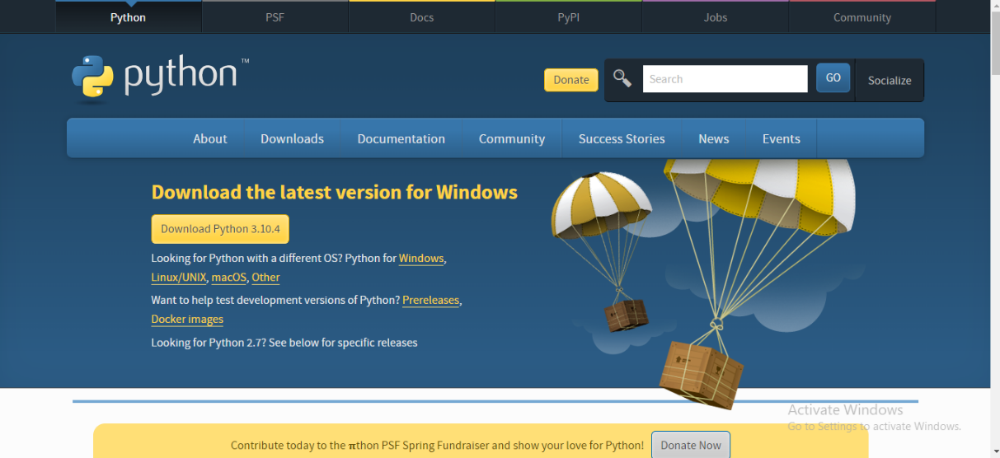 Python PSF Docs PyPI Jobs Community
python™
Donate Search GO Socialize
About Downloads Documentation Community Success Stories News Events
Download the latest version for Windows
Download Python 3.10.4
Looking for Python with a different OS? Python for Windows,
Linux/UNIX, macOS, Other
Want to help test development versions of Python? Prereleases,
Docker images
Looking for Python 2.7? See below for specific releases
Activate Windows
Go to Settings to activate Windows.
Contribute today to the πthon PSF Spring Fundraiser and show your love for Python! Donate Now